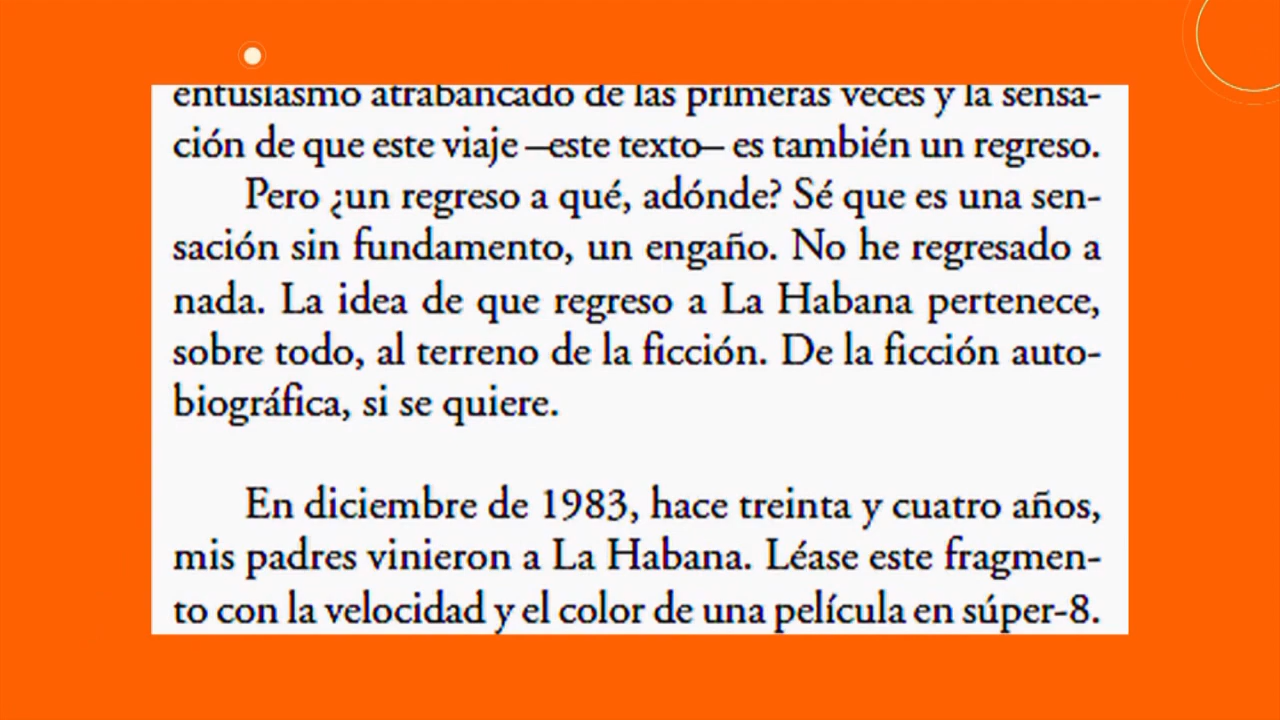 entusiasmo atrabancado de las primeras veces y la sensa-
ción de que este viaje –este texto– es también un regreso.
Pero ¿un regreso a qué, adónde? Sé que es una sen-
sación sin fundamento, un engaño. No he regresado a
nada. La idea de que regreso a La Habana pertenece,
sobre todo, al terreno de la ficción. De la ficción auto-
biográfica, si se quiere.
En diciembre de 1983, hace treinta y cuatro años,
mis padres vinieron a La Habana. Léase este fragmen-
to con la velocidad y el color de una película en súper-8.